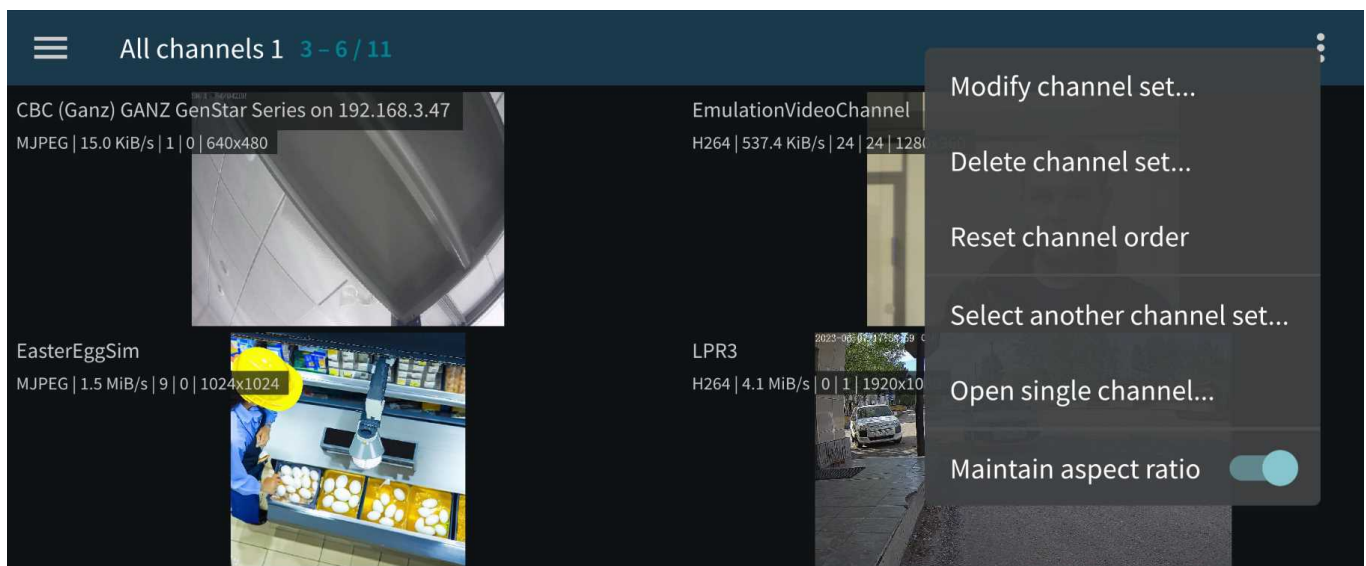 All channels 1 3 – 6 / 11
CBC (Ganz) GANZ GenStar Series on 192.168.3.47
MJPEG | 15.0 KiB/s | 1 | 0 | 640x480
EmulationVideoChannel
H264 | 537.4 KiB/s | 24 | 24 |
EasterEggSim
MJPEG | 1.5 MiB/s | 9 | 0 | 1024x1024
LPR3
H264 | 4.1 MiB/s | 0 | 1 |
Modify channel set...
Delete channel set...
Reset channel order
Select another channel set...
Open single channel...
Maintain aspect ratio